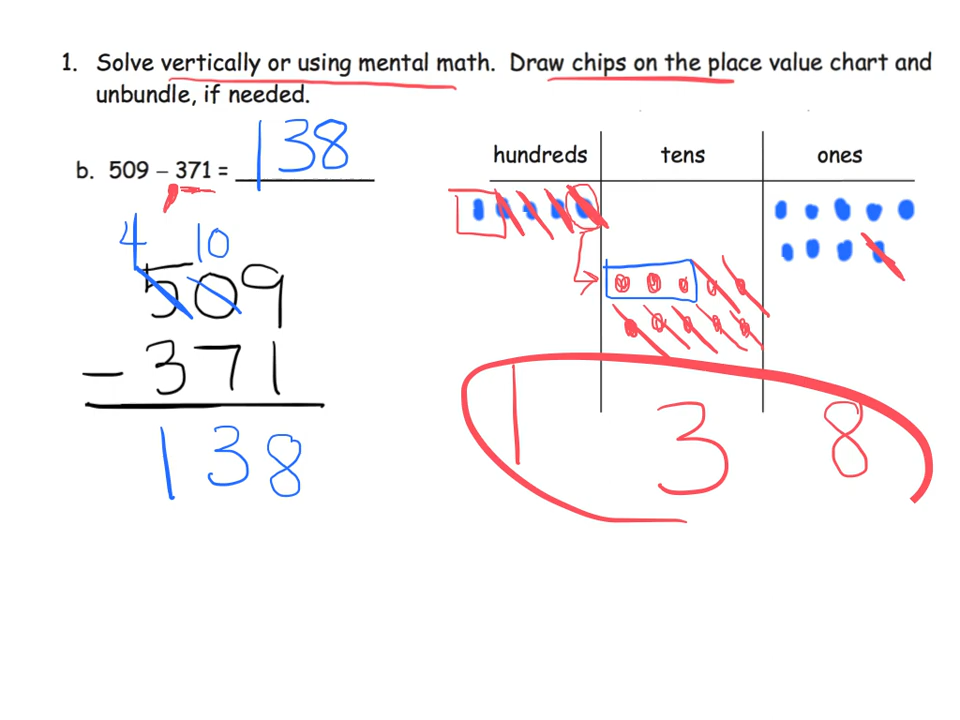 1. Solve vertically or using mental math. Draw chips on the place value chart and
unbundle, if needed.
b. 509 – 371 = 138
hundreds tens ones
4 10
509
- 371
138
1 3 8